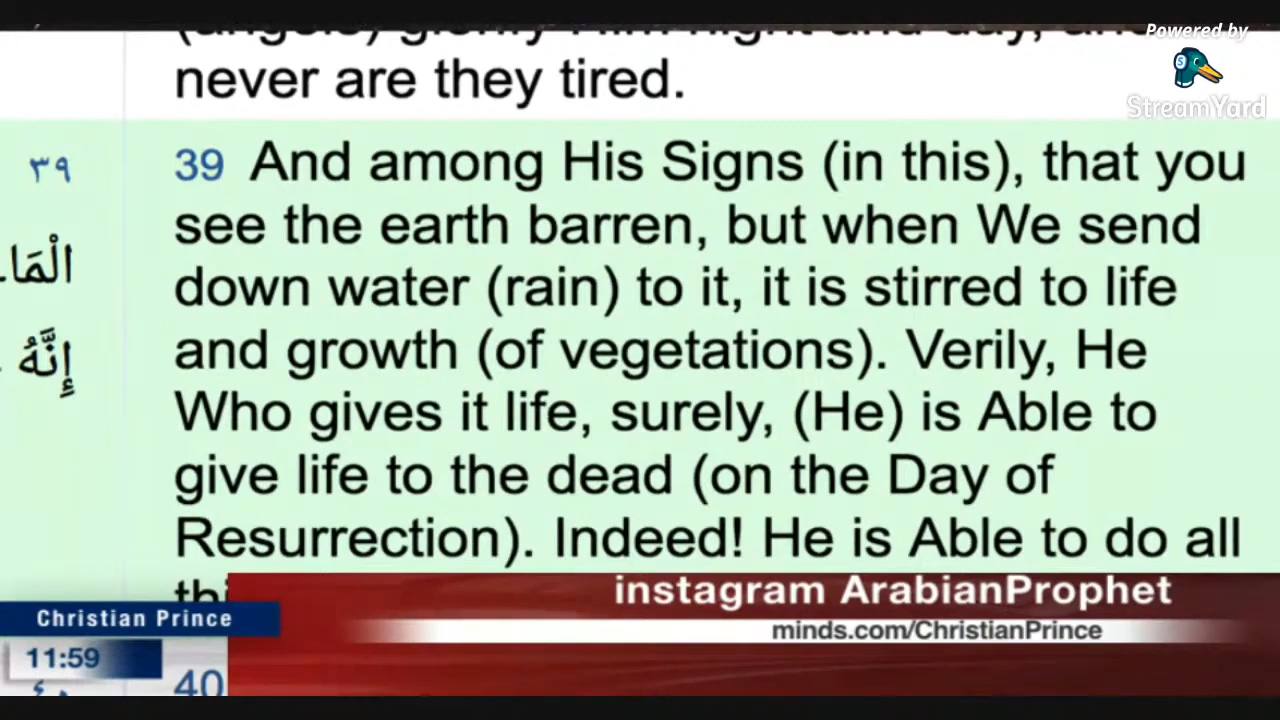 Powered by
StreamYard
never are they tired.
٣٩
39 And among His Signs (in this), that you
see the earth barren, but when We send
down water (rain) to it, it is stirred to life
and growth (of vegetations). Verily, He
Who gives it life, surely, (He) is Able to
give life to the dead (on the Day of
Resurrection). Indeed! He is Able to do all
إِنَّهُ
instagram ArabianProphet
minds.com/ChristianPrince
Christian Prince
11:59
40